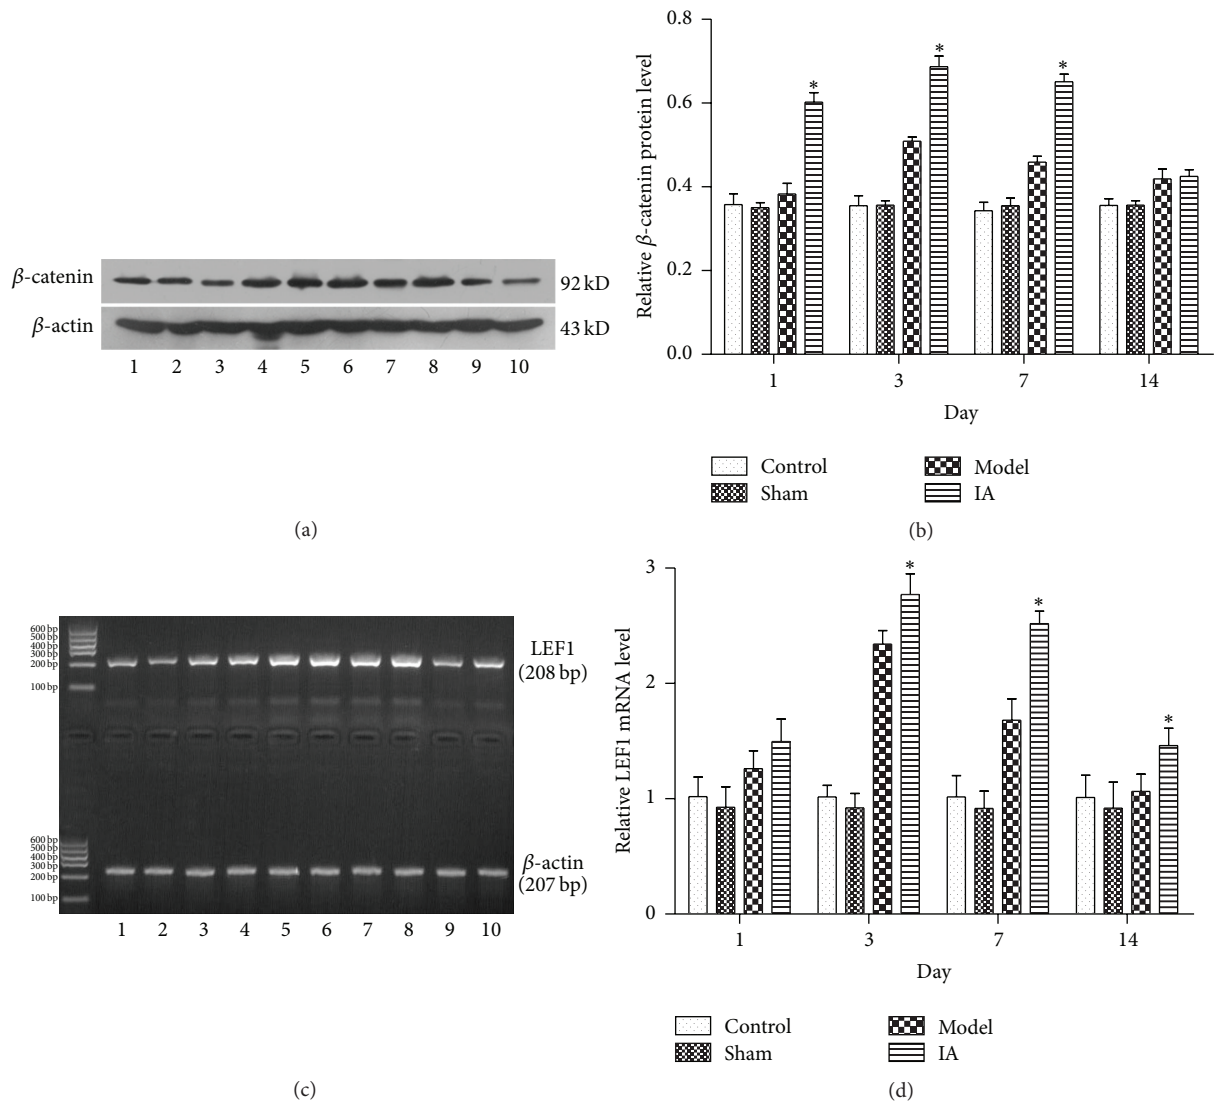 β-catenin
92 kD
β-actin
43 kD
1 2 3 4 5 6 7 8 9 10
(a)
Relative β-catenin protein level
0.8
0.6
0.4
0.2
0.0
* * *
1 3 7 14
Day
Control Model
Sham IA
(b)
600 bp
500 bp
400 bp
300 bp
200 bp
100 bp
LEF1
(208 bp)
600 bp
500 bp
400 bp
300 bp
200 bp
100 bp
β-actin
(207 bp)
1 2 3 4 5 6 7 8 9 10
(c)
Relative LEF1 mRNA level
3
2
1
0
* * *
1 3 7 14
Day
Control Model
Sham IA
(d)